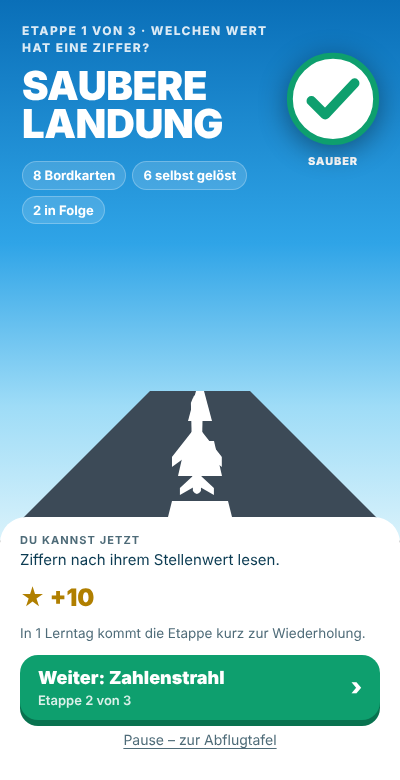 ETAPPE 1 VON 3 · WELCHEN WERT
HAT EINE ZIFFER?
SAUBERE
LANDUNG
SAUBER
8 Bordkarten
6 selbst gelöst
2 in Folge
DU KANNST JETZT
Ziffern nach ihrem Stellenwert lesen.
★ +10
In 1 Lerntag kommt die Etappe kurz zur Wiederholung.
Weiter: Zahlenstrahl
Etappe 2 von 3
›
Pause – zur Abflugtafel